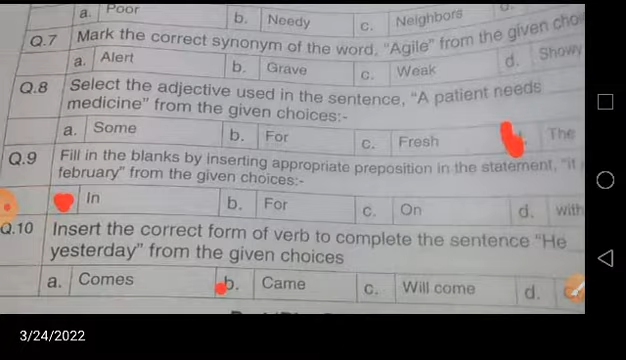 a. Poor b. Needy c. Neighbors
Q.7 Mark the correct synonym of the word, "Agile" from the given
a. Alert b. Grave c. Weak d. Showy
Q.8 Select the adjective used in the sentence, "A patient needs
medicine" from the given choices:-
a. Some b. For c. Fresh The
Q.9 Fill in the blanks by inserting appropriate preposition in the statement, "it
february" from the given choices:-
In b. For c. On d. with
Q.10 Insert the correct form of verb to complete the sentence "He
yesterday" from the given choices
a. Comes b. Came c. Will come d.
3/24/2022